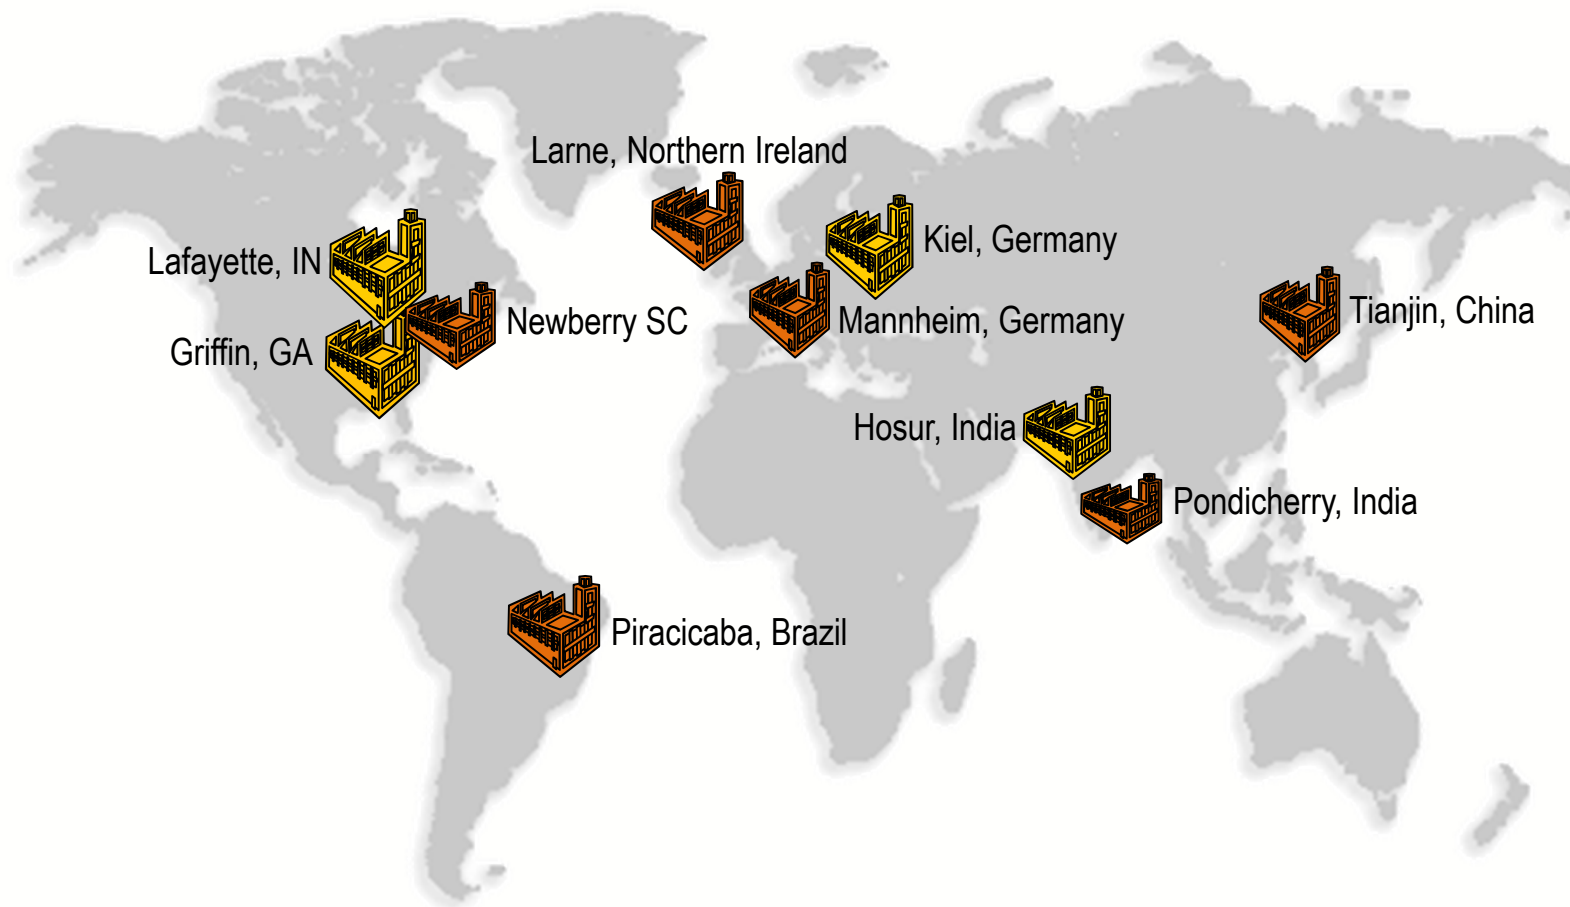 Larne, Northern Ireland
Lafayette, IN
Kiel, Germany
Newberry SC
Mannheim, Germany
Tianjin, China
Griffin, GA
Hosur, India
Pondicherry, India
Piracicaba, Brazil